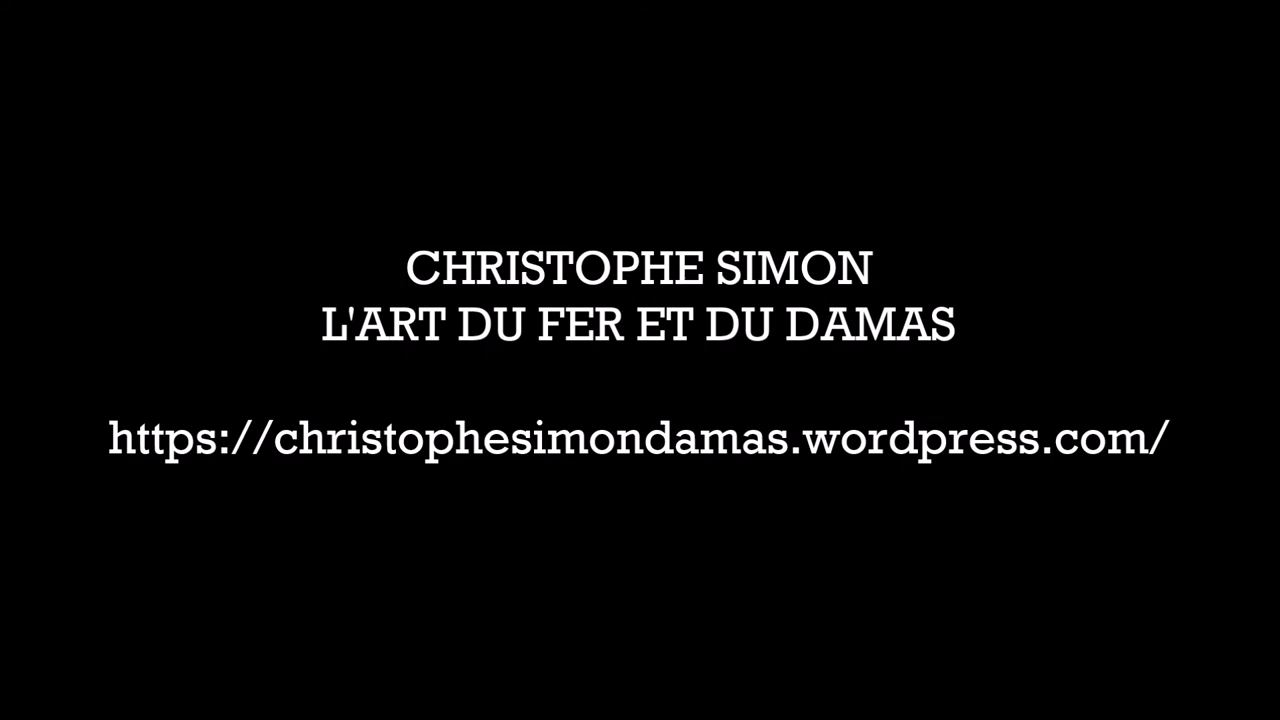 CHRISTOPHE SIMON
L'ART DU FER ET DU DAMAS
https://christophesimondamas.wordpress.com/